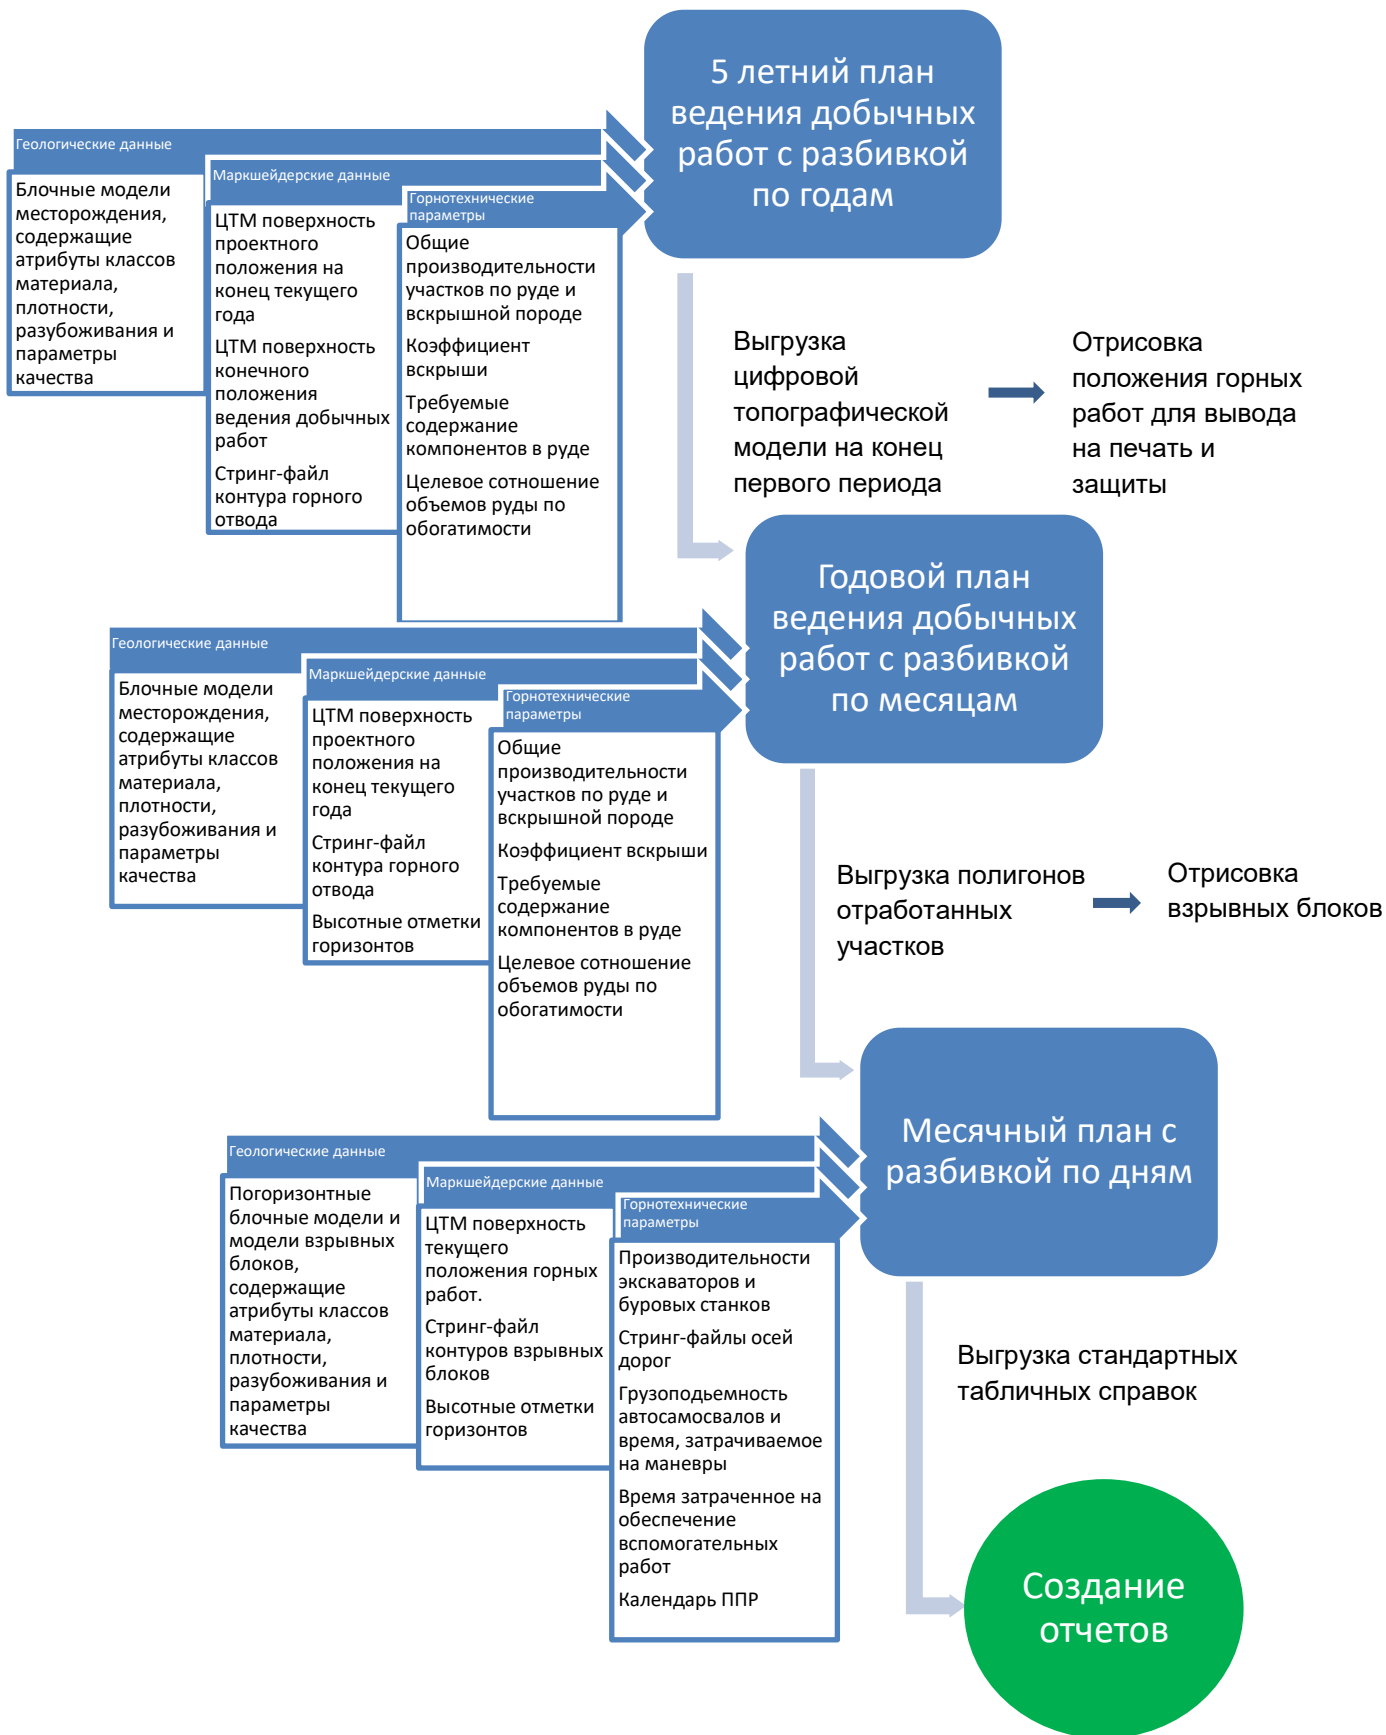 5 летний план
ведения добычных
работ с разбивкой
по годам
Геологические данные
Блочные модели
месторождения,
содержащие
атрибуты классов
материала,
плотности,
разубоживания и
параметры
качества
Маркшейдерские данные
ЦТМ поверхность
проектного
положения на
конец текущего
года
ЦТМ поверхность
конечного
положения
ведения добычных
работ
Стринг-файл
контура горного
отвода
Горнотехнические
параметры
Общие
производительности
участков по руде и
вскрышной породе
Коэффициент
вскрыши
Требуемые
содержание
компонентов в руде
Целевое сотношение
объемов руды по
обогатимости
Выгрузка
цифровой
топографической
модели на конец
первого периода
Отрисовка
положения горных
работ для вывода
на печать и
защиты
Годовой план
ведения добычных
работ с разбивкой
по месяцам
Геологические данные
Блочные модели
месторождения,
содержащие
атрибуты классов
материала,
плотности,
разубоживания и
параметры
качества
Маркшейдерские данные
ЦТМ поверхность
проектного
положения на
конец текущего
года
Стринг-файл
контура горного
отвода
Высотные отметки
горизонтов
Горнотехнические
параметры
Общие
производительности
участков по руде и
вскрышной породе
Коэффициент вскрыши
Требуемые
содержание
компонентов в руде
Целевое сотношение
объемов руды по
обогатимости
Выгрузка полигонов
отработанных
участков
Отрисовка
взрывных блоков
Месячный план с
разбивкой по дням
Геологические данные
Погоризонтные
блочные модели и
модели взрывных
блоков,
содержащие
атрибуты классов
материала,
плотности,
разубоживания и
параметры
качества
Маркшейдерские данные
ЦТМ поверхность
текущего
положения горных
работ.
Стринг-файл
контуров взрывных
блоков
Высотные отметки
горизонтов
Горнотехнические
параметры
Производительности
экскаваторов и
буровых станков
Стринг-файлы осей
дорог
Грузоподьемность
автосамосвалов и
время, затрачиваемое
на маневры
Время затраченное на
обеспечение
вспомогательных
работ
Календарь ППР
Выгрузка стандартных
табличных справок
Создание
отчетов